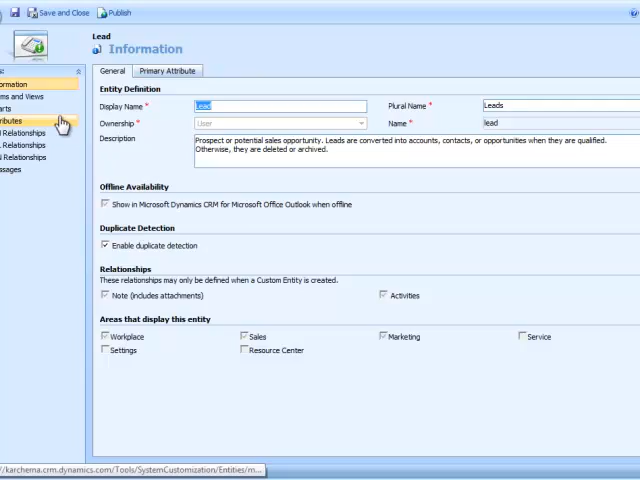 Save and Close Publish
Lead
Information
s:
ormation
ms and Views
arts
ributes
Relationships
Relationships
Relationships
ssages
General Primary Attribute
Entity Definition
Display Name * Lead Plural Name * Leads
Ownership * User Name * lead
Description Prospect or potential sales opportunity. Leads are converted into accounts, contacts, or opportunities when they are qualified.
Otherwise, they are deleted or archived.
Offline Availability
Show in Microsoft Dynamics CRM for Microsoft Office Outlook when offline
Duplicate Detection
Enable duplicate detection
Relationships
These relationships may only be defined when a Custom Entity is created.
Note (includes attachments) Activities
Areas that display this entity
Workplace Sales Marketing Service
Settings Resource Center
//karchema.crm.dynamics.com/Tools/SystemCustomization/Entities/m...